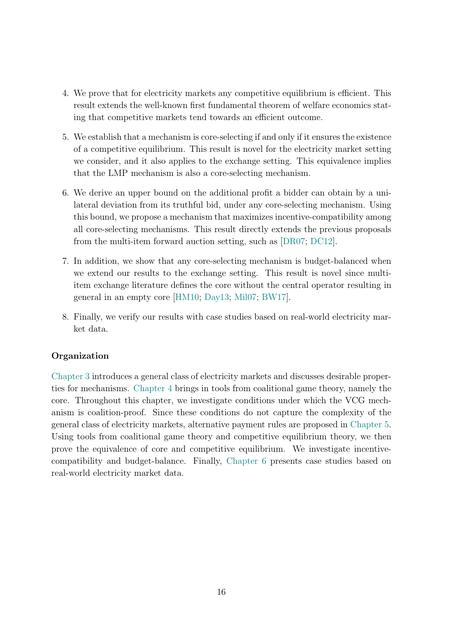 4. We prove that for electricity markets any competitive equilibrium is efficient. This
result extends the well-known first fundamental theorem of welfare economics stat-
ing that competitive markets tend towards an efficient outcome.
5. We establish that a mechanism is core-selecting if and only if it ensures the existence
of a competitive equilibrium. This result is novel for the electricity market setting
we consider, and it also applies to the exchange setting. This equivalence implies
that the LMP mechanism is also a core-selecting mechanism.
6. We derive an upper bound on the additional profit a bidder can obtain by a uni-
lateral deviation from its truthful bid, under any core-selecting mechanism. Using
this bound, we propose a mechanism that maximizes incentive-compatibility among
all core-selecting mechanisms. This result directly extends the previous proposals
from the multi-item forward auction setting, such as [DR07; DC12].
7. In addition, we show that any core-selecting mechanism is budget-balanced when
we extend our results to the exchange setting. This result is novel since multi-
item exchange literature defines the core without the central operator resulting in
general in an empty core [HM10; Day13; Mil07; BW17].
8. Finally, we verify our results with case studies based on real-world electricity mar-
ket data.
Organization
Chapter 3 introduces a general class of electricity markets and discusses desirable proper-
ties for mechanisms. Chapter 4 brings in tools from coalitional game theory, namely the
core. Throughout this chapter, we investigate conditions under which the VCG mech-
anism is coalition-proof. Since these conditions do not capture the complexity of the
general class of electricity markets, alternative payment rules are proposed in Chapter 5.
Using tools from coalitional game theory and competitive equilibrium theory, we then
prove the equivalence of core and competitive equilibrium. We investigate incentive-
compatibility and budget-balance. Finally, Chapter 6 presents case studies based on
real-world electricity market data.
16